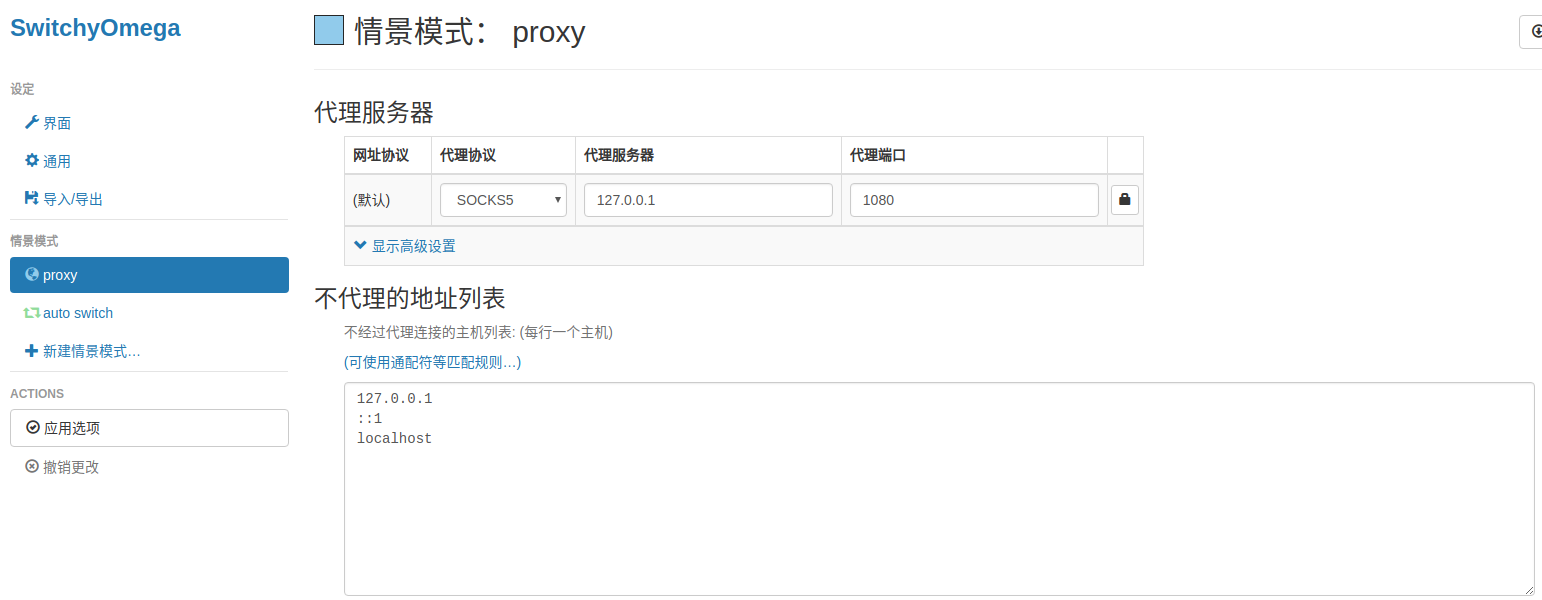 SwitchyOmega
设定
界面
通用
导入/导出
情景模式
proxy
auto switch
新建情景模式…
ACTIONS
应用选项
撤销更改
情景模式： proxy
代理服务器
网址协议 代理协议 代理服务器 代理端口
(默认) SOCKS5 127.0.0.1 1080
显示高级设置
不代理的地址列表
不经过代理连接的主机列表: (每行一个主机)
(可使用通配符等匹配规则…)
127.0.0.1
::1
localhost